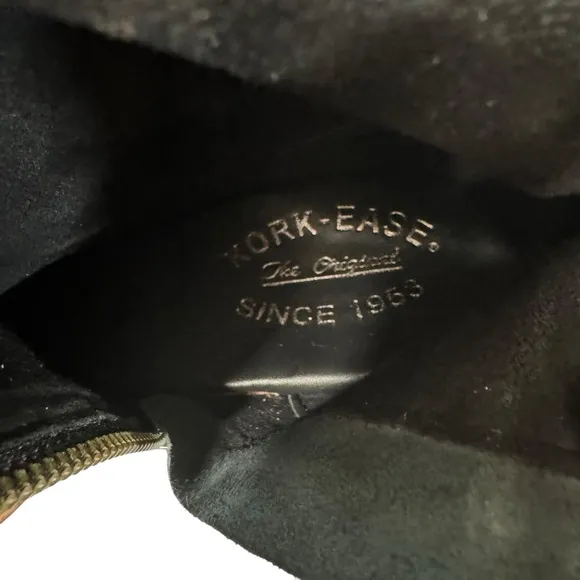 KORK-EASE®
The Original
SINCE 1953